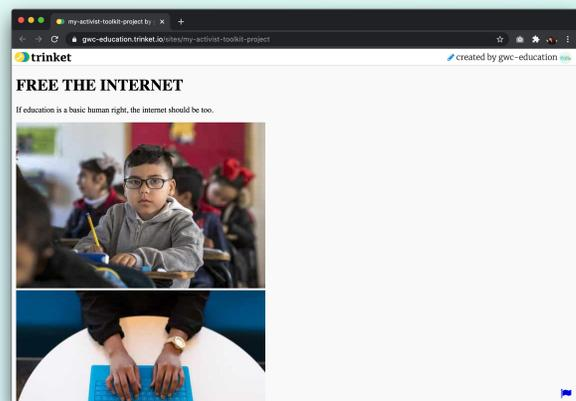 my-activist-toolkit-project by
gwc-education.trinket.io/sites/my-activist-toolkit-project
trinket
created by gwc-education
FREE THE INTERNET
If education is a basic human right, the internet should be too.